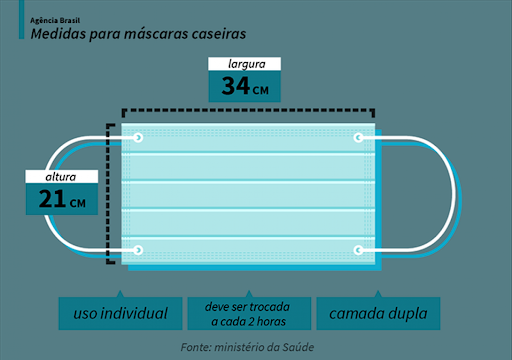 Agência Brasil
Medidas para máscaras caseiras
largura
34 CM
altura
21 CM
uso individual
deve ser trocada
a cada 2 horas
camada dupla
Fonte: ministério da Saúde